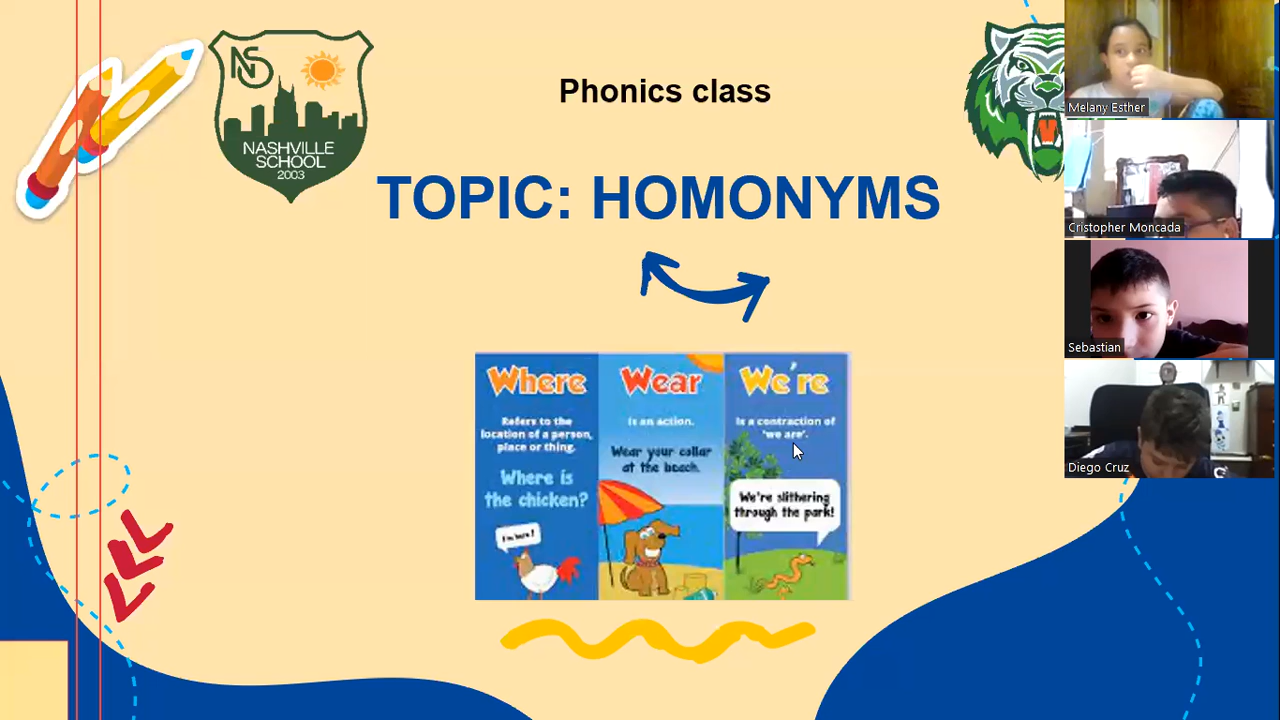 NS
NASHVILLE
SCHOOL
2003
Phonics class
TOPIC: HOMONYMS
Where
Refers to the
location of a person,
place or thing.
Where is
the chicken?
I'm here!
Wear
Is an action.
Wear your collar
at the beach.
We're
Is a contraction of
'we are'.
We're slithering
through the park!
Melany Esther
Cristopher Moncada
Sebastian
Diego Cruz